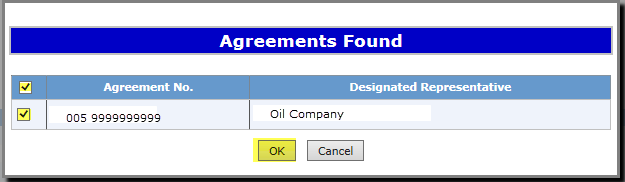 Agreements Found
Agreement No. Designated Representative
005 9999999999 Oil Company
OK Cancel